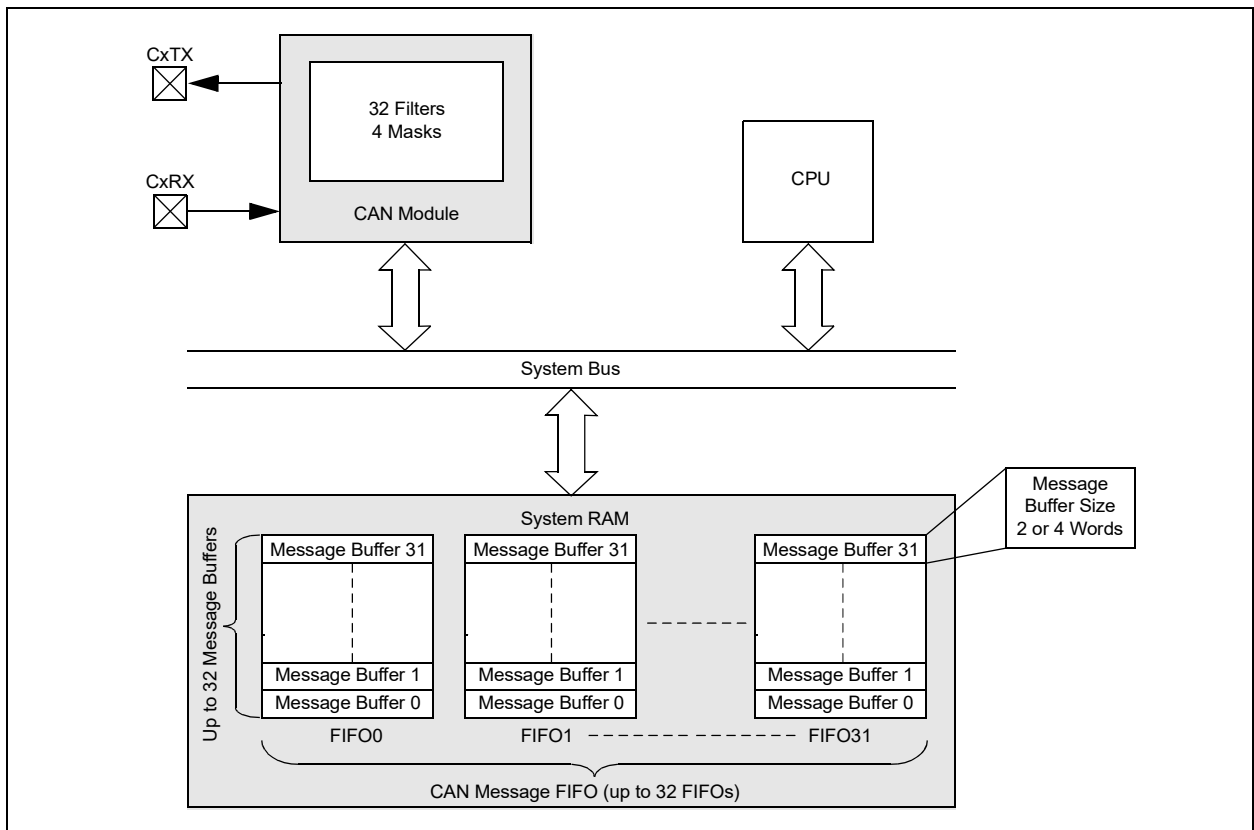 CxTX
32 Filters
4 Masks
CxRX
CAN Module
CPU
System Bus
System RAM
Message
Buffer Size
2 or 4 Words
Up to 32 Message Buffers
Message Buffer 31
Message Buffer 31
Message Buffer 31
Message Buffer 1
Message Buffer 1
Message Buffer 1
Message Buffer 0
Message Buffer 0
Message Buffer 0
FIFO0
FIFO1
FIFO31
CAN Message FIFO (up to 32 FIFOs)